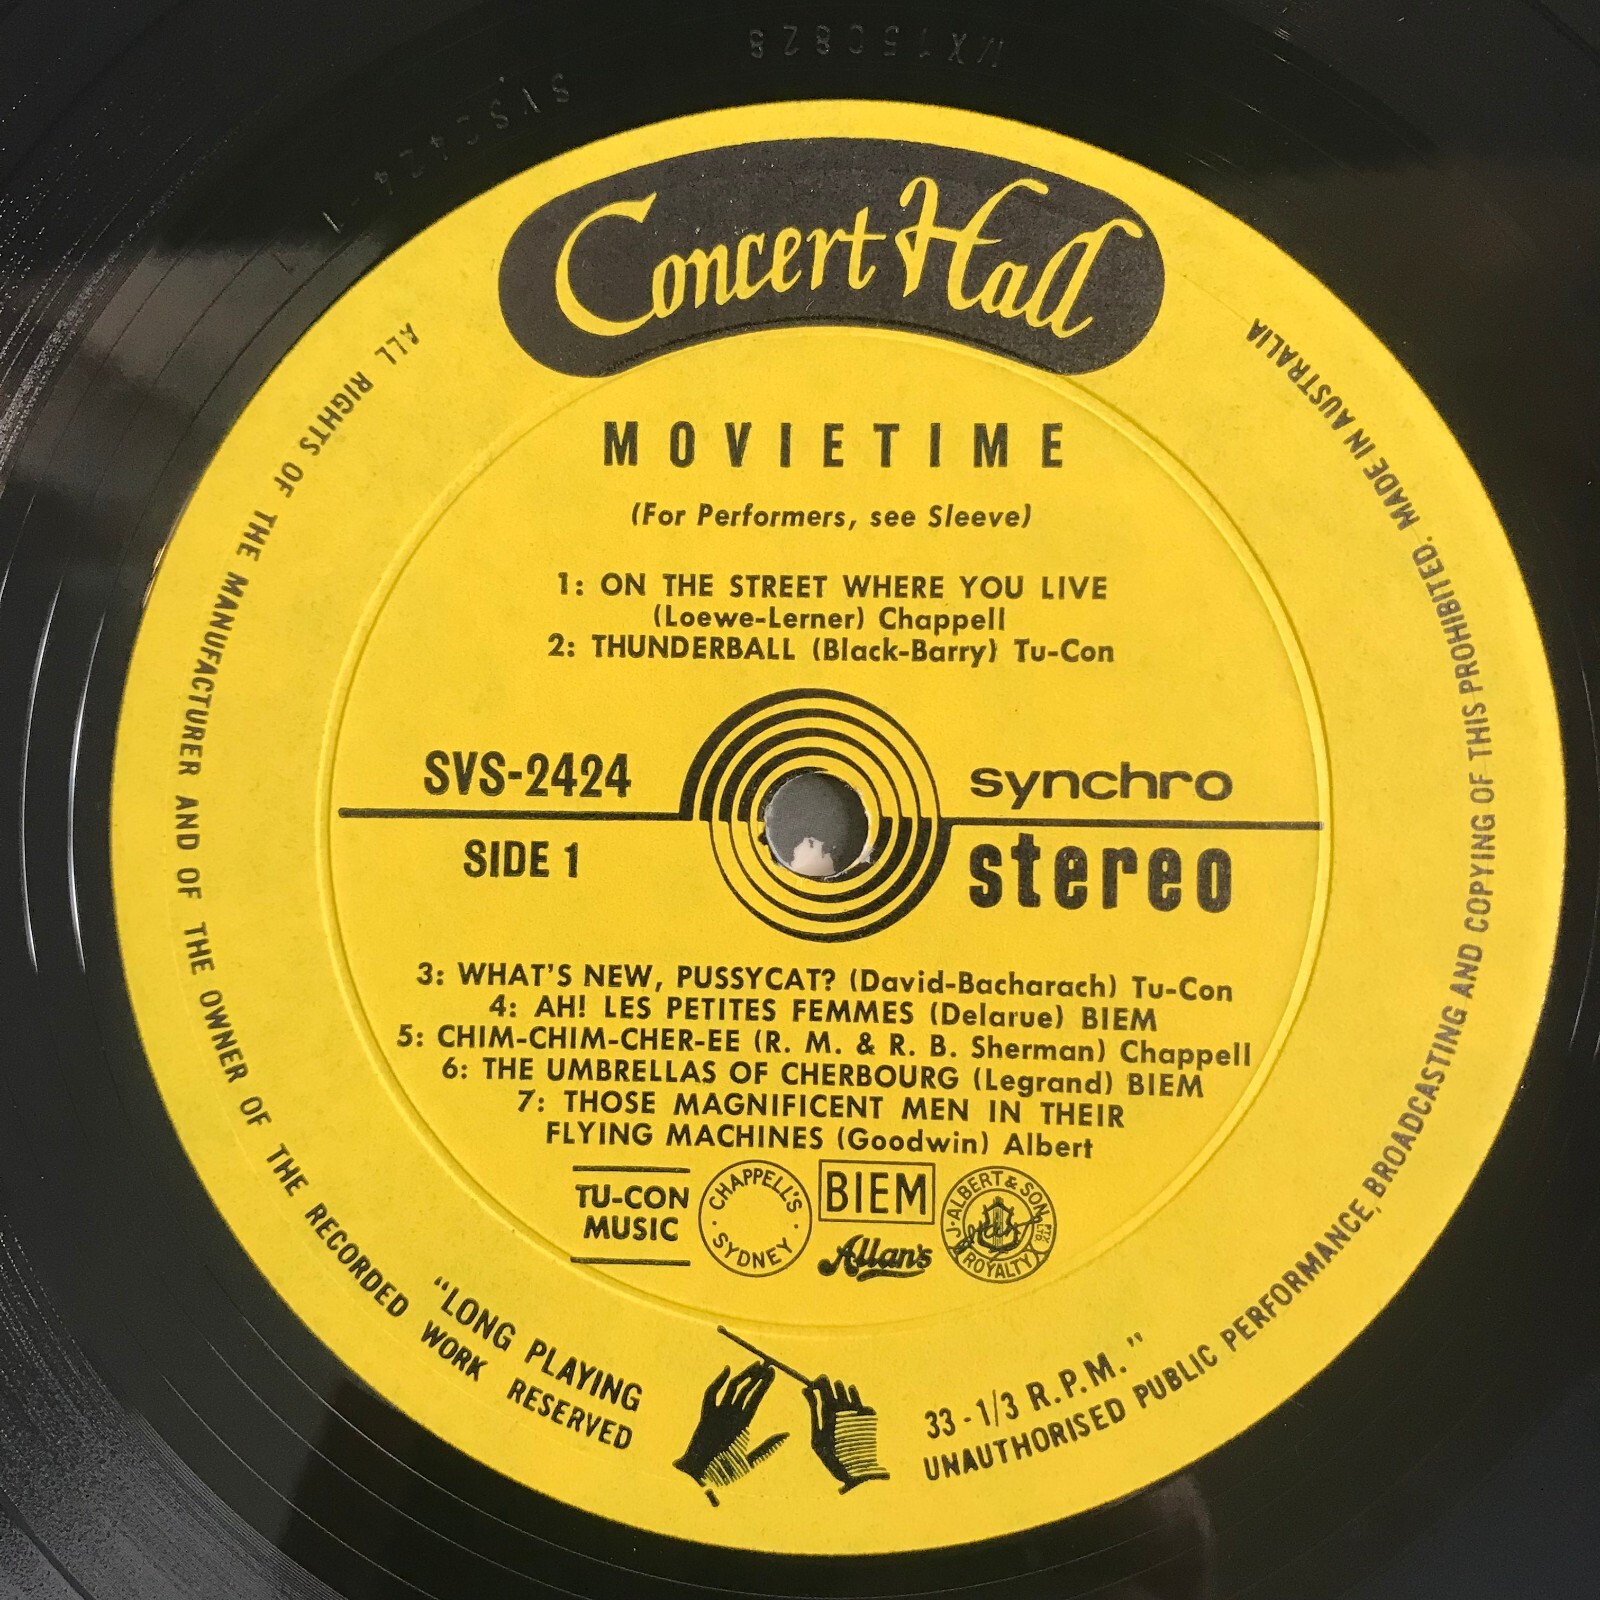 MX150828
SVS2424-1
Concert Hall
MOVIETIME
(For Performers, see Sleeve)
1: ON THE STREET WHERE YOU LIVE
(Loewe-Lerner) Chappell
2: THUNDERBALL (Black-Barry) Tu-Con
SVS-2424
synchro
SIDE 1
stereo
3: WHAT'S NEW, PUSSYCAT? (David-Bacharach) Tu-Con
4: AH! LES PETITES FEMMES (Delarue) BIEM
5: CHIM-CHIM-CHER-EE (R. M. & R. B. Sherman) Chappell
6: THE UMBRELLAS OF CHERBOURG (Legrand) BIEM
7: THOSE MAGNIFICENT MEN IN THEIR
FLYING MACHINES (Goodwin) Albert
TU-CON
MUSIC
CHAPPELL'S
SYDNEY
BIEM
Allan's
J. ALBERT & SON PTY. LTD.
ROYALTY
"LONG PLAYING
33-1/3 R.P.M."
ALL RIGHTS OF THE MANUFACTURER AND OF THE OWNER OF THE RECORDED WORK RESERVED
UNAUTHORISED PUBLIC PERFORMANCE, BROADCASTING AND COPYING OF THIS PROHIBITED. MADE IN AUSTRALIA